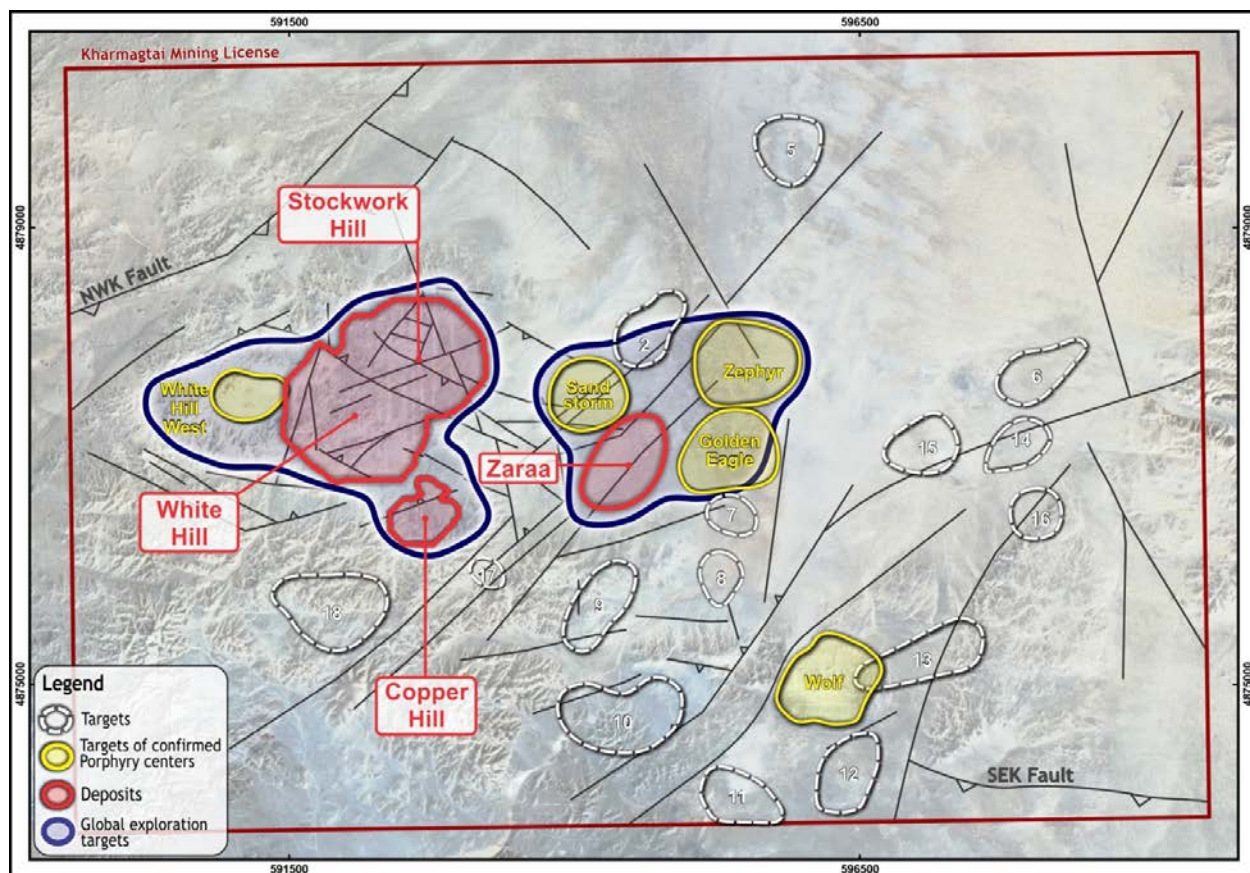 591500
596500
Kharmagtai Mining License
5
Stockwork
Hill
4879000
4879000
NWK Fault
2
Zephyr
6
White
Hill
West
Sand
storm
Golden
Eagle
15
14
Zaraa
White
Hill
7
16
17
8
18
9
13
Wolf
4875000
4875000
Copper
Hill
10
12
11
SEK Fault
Legend
Targets
Targets of confirmed
Porphyry centers
Deposits
Global exploration
targets
591500
596500